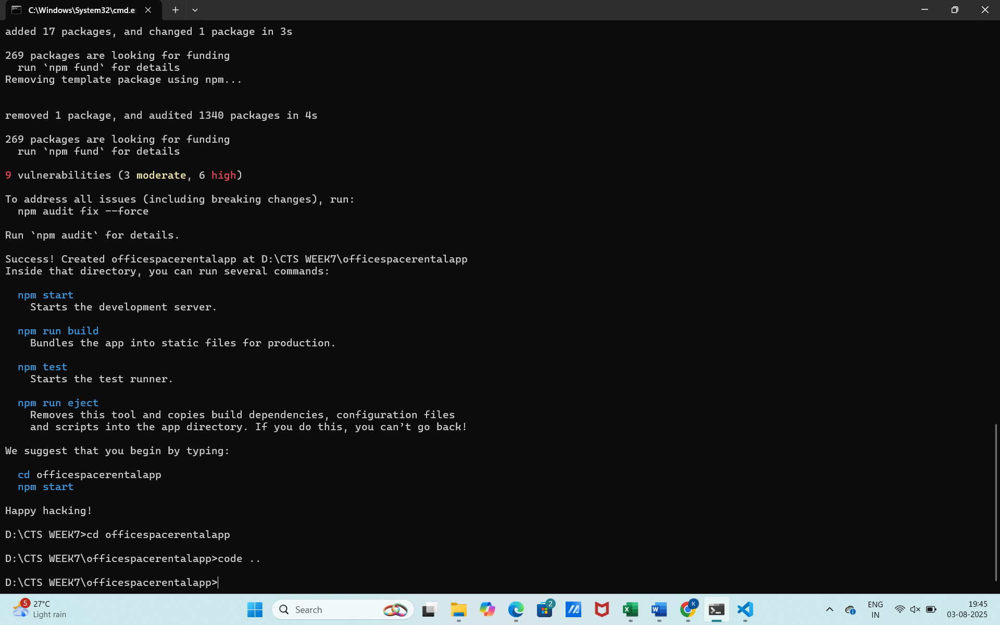 C:\Windows\System32\cmd.e
added 17 packages, and changed 1 package in 3s
269 packages are looking for funding
run `npm fund` for details
Removing template package using npm...
removed 1 package, and audited 1340 packages in 4s
269 packages are looking for funding
run `npm fund` for details
9 vulnerabilities (3 moderate, 6 high)
To address all issues (including breaking changes), run:
npm audit fix --force
Run `npm audit` for details.
Success! Created officespacerentalapp at D:\CTS WEEK7\officespacerentalapp
Inside that directory, you can run several commands:
npm start
Starts the development server.
npm run build
Bundles the app into static files for production.
npm test
Starts the test runner.
npm run eject
Removes this tool and copies build dependencies, configuration files
and scripts into the app directory. If you do this, you can’t go back!
We suggest that you begin by typing:
cd officespacerentalapp
npm start
Happy hacking!
D:\CTS WEEK7>cd officespacerentalapp
D:\CTS WEEK7\officespacerentalapp>code ..
D:\CTS WEEK7\officespacerentalapp>
5
27°C
Light rain
Search
2
K
ENG
IN
19:45
03-08-2025